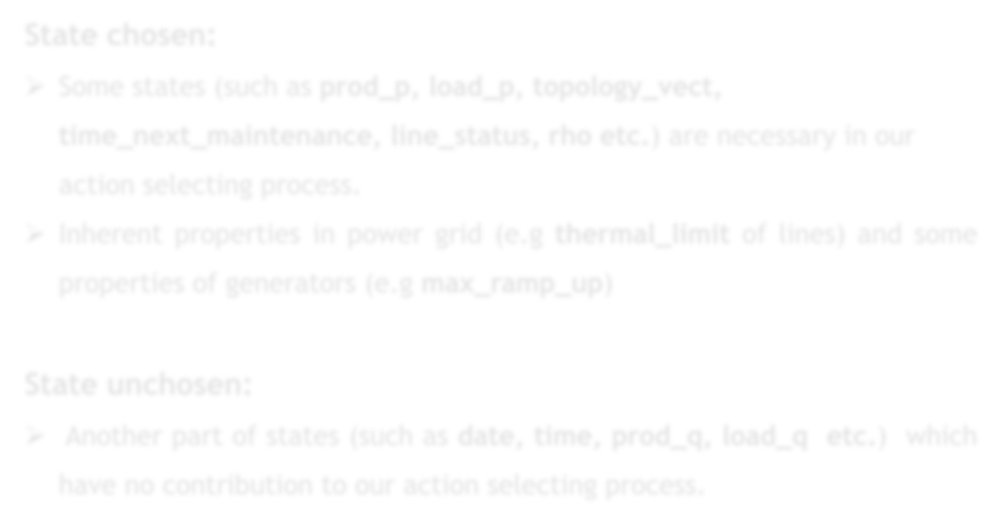 State chosen:
➢ Some states (such as prod_p, load_p, topology_vect,
time_next_maintenance, line_status, rho etc.) are necessary in our
action selecting process.
➢ Inherent properties in power grid (e.g thermal_limit of lines) and some
properties of generators (e.g max_ramp_up)
State unchosen:
➢ Another part of states (such as date, time, prod_q, load_q etc.) which
have no contribution to our action selecting process.